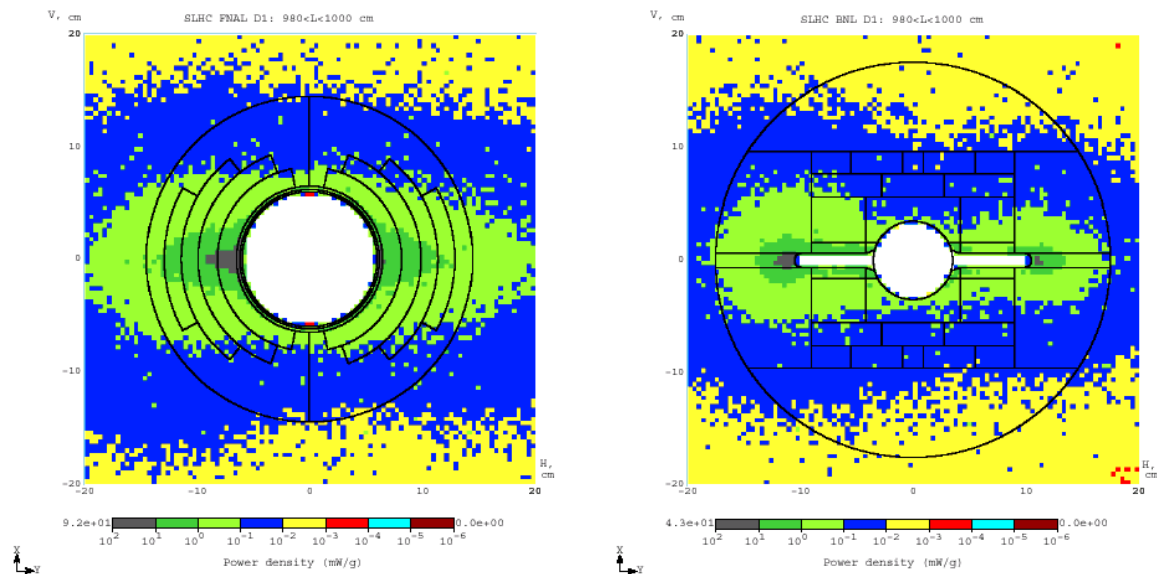 SLHC FNAL D1: 980<L<1000 cm
V, cm
20
10
0
-10
-20
-20
-10
0
10
20
H, cm
9.2e+01
0.0e+00
10^2 10^1 10^0 10^-1 10^-2 10^-3 10^-4 10^-5 10^-6
Power density (mW/g)
X
Y
SLHC BNL D1: 980<L<1000 cm
V, cm
20
10
0
-10
-20
-20
-10
0
10
20
H, cm
4.3e+01
0.0e+00
10^2 10^1 10^0 10^-1 10^-2 10^-3 10^-4 10^-5 10^-6
Power density (mW/g)
X
Y